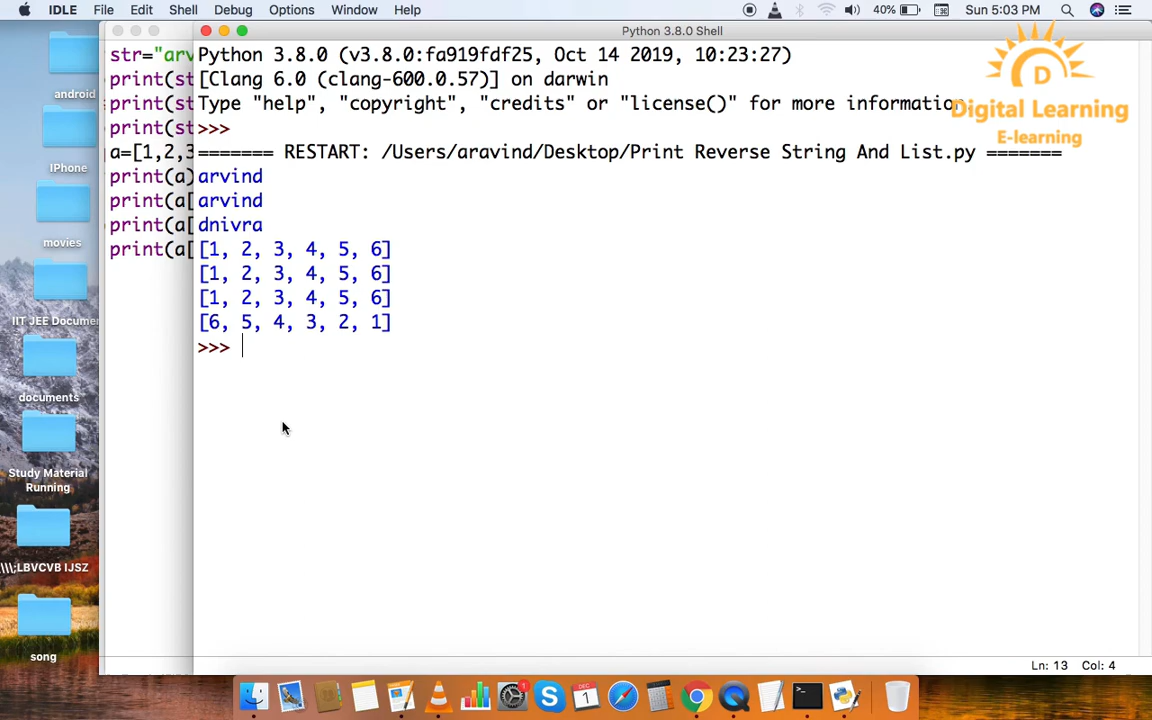 IDLE File Edit Shell Debug Options Window Help 40% Sun 5:03 PM
Python 3.8.0 Shell
str="arv
print(st
print(st
print(st
a=[1,2,3
print(a)
print(a[
print(a[
print(a[
Python 3.8.0 (v3.8.0:fa919fdf25, Oct 14 2019, 10:23:27)
[Clang 6.0 (clang-600.0.57)] on darwin
Type "help", "copyright", "credits" or "license()" for more information.
>>>
======= RESTART: /Users/aravind/Desktop/Print Reverse String And List.py =======
arvind
arvind
dnivra
[1, 2, 3, 4, 5, 6]
[1, 2, 3, 4, 5, 6]
[1, 2, 3, 4, 5, 6]
[6, 5, 4, 3, 2, 1]
>>>
D
Digital Learning
E-learning
android
IPhone
movies
IIT JEE Docume
documents
Study Material
Running
\\\;LBVCVB IJSZ
song
Ln: 13 Col: 4
DEC
1
1